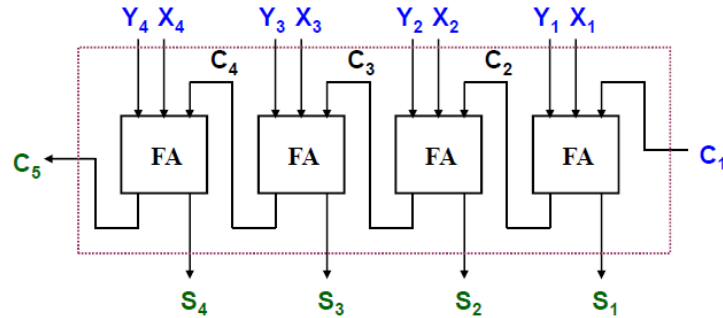 Y4 X4 Y3 X3 Y2 X2 Y1 X1
C4 C3 C2
FA FA FA FA
C5 C1
S4 S3 S2 S1